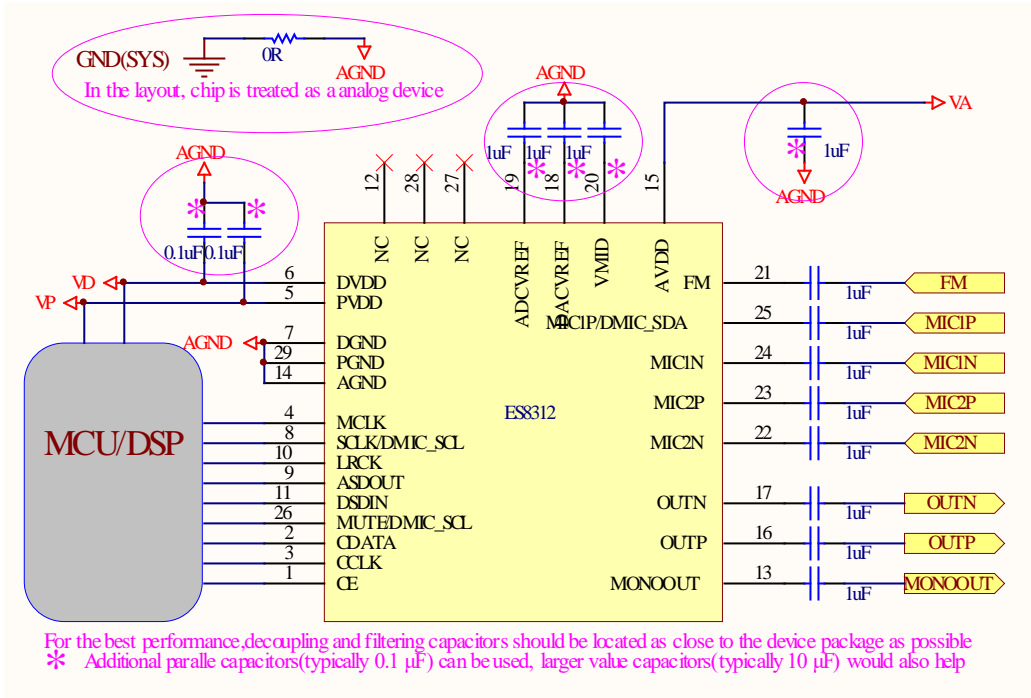 GND(SYS)
0R
AGND
In the layout, chip is treated as a analog device
AGND
1uF 1uF 1uF
VA
1uF
AGND
AGND
0.1uF 0.1uF
12
28
27
19
18
20
15
NC
NC
NC
ADCVREF
DACVREF
VMID
AVDD
VD
6 DVDD
VP
5 PVDD
AGND
7 DGND
29 PGND
14 AGND
MCU/DSP
4 MCLK
8 SCLK/DMIC_SCL
10 LRCK
9 ASDOUT
11 DSDIN
26 MUTE/DMIC_SCL
2 CDATA
3 CCLK
1 CE
ES8312
FM 21 1uF FM
MIC1P/DMIC_SDA 25 1uF MIC1P
MIC1N 24 1uF MIC1N
MIC2P 23 1uF MIC2P
MIC2N 22 1uF MIC2N
OUTN 17 1uF OUTN
OUTP 16 1uF OUTP
MONOOUT 13 1uF MONOOUT
For the best performance,decoupling and filtering capacitors should be located as close to the device package as possible
* Additional paralle capacitors(typically 0.1 µF) can be used, larger value capacitors(typically 10 µF) would also help